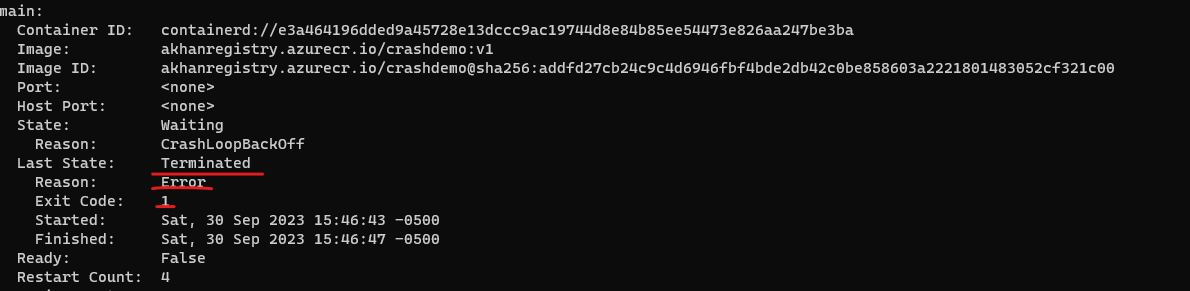 main:
Container ID: containerd://e3a464196dded9a45728e13dccc9ac19744d8e84b85ee54473e826aa247be3ba
Image: akhanregistry.azurecr.io/crashdemo:v1
Image ID: akhanregistry.azurecr.io/crashdemo@sha256:addfd27cb24c9c4d6946fbf4bde2db42c0be858603a2221801483052cf321c00
Port: <none>
Host Port: <none>
State: Waiting
Reason: CrashLoopBackOff
Last State: Terminated
Reason: Error
Exit Code: 1
Started: Sat, 30 Sep 2023 15:46:43 -0500
Finished: Sat, 30 Sep 2023 15:46:47 -0500
Ready: False
Restart Count: 4